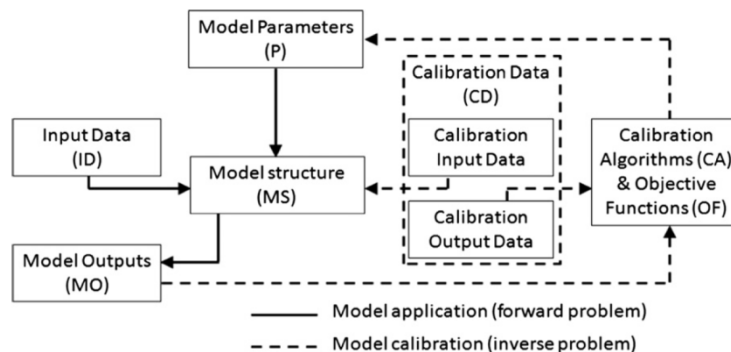 Model Parameters
(P)
Calibration Data
(CD)
Input Data
(ID)
Model structure
(MS)
Calibration
Input Data
Calibration
Output Data
Calibration
Algorithms (CA)
& Objective
Functions (OF)
Model Outputs
(MO)
Model application (forward problem)
Model calibration (inverse problem)